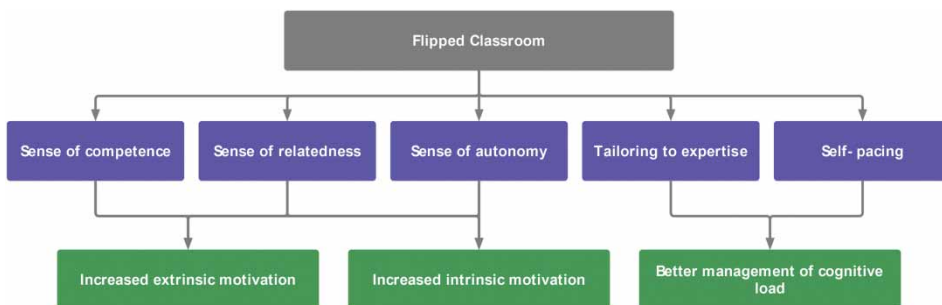 Flipped Classroom
Sense of competence
Sense of relatedness
Sense of autonomy
Tailoring to expertise
Self- pacing
Increased extrinsic motivation
Increased intrinsic motivation
Better management of cognitive
load